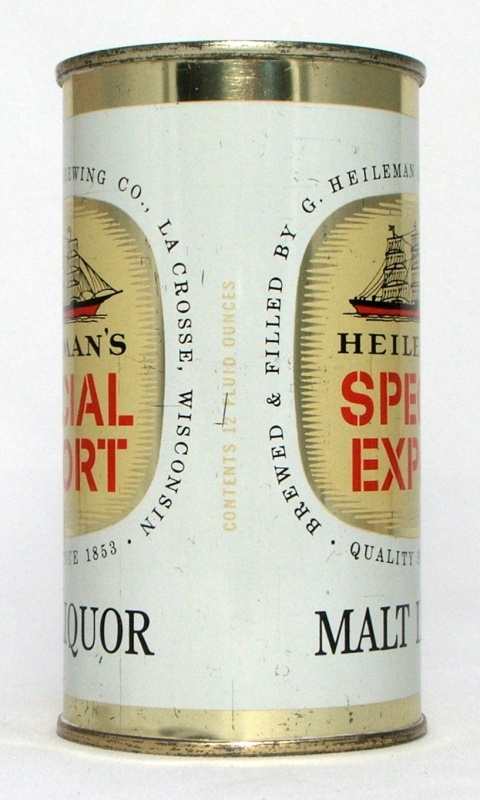 EWING CO., LA CROSSE, WISCONSIN
MAN'S
CIAL
ORT
CE 1853 ·
IQUOR
CONTENTS 12 FLUID OUNCES
BREWED & FILLED BY G. HEILEMAN
HEILE
SPE
EXP
· QUALITY S
MALT L